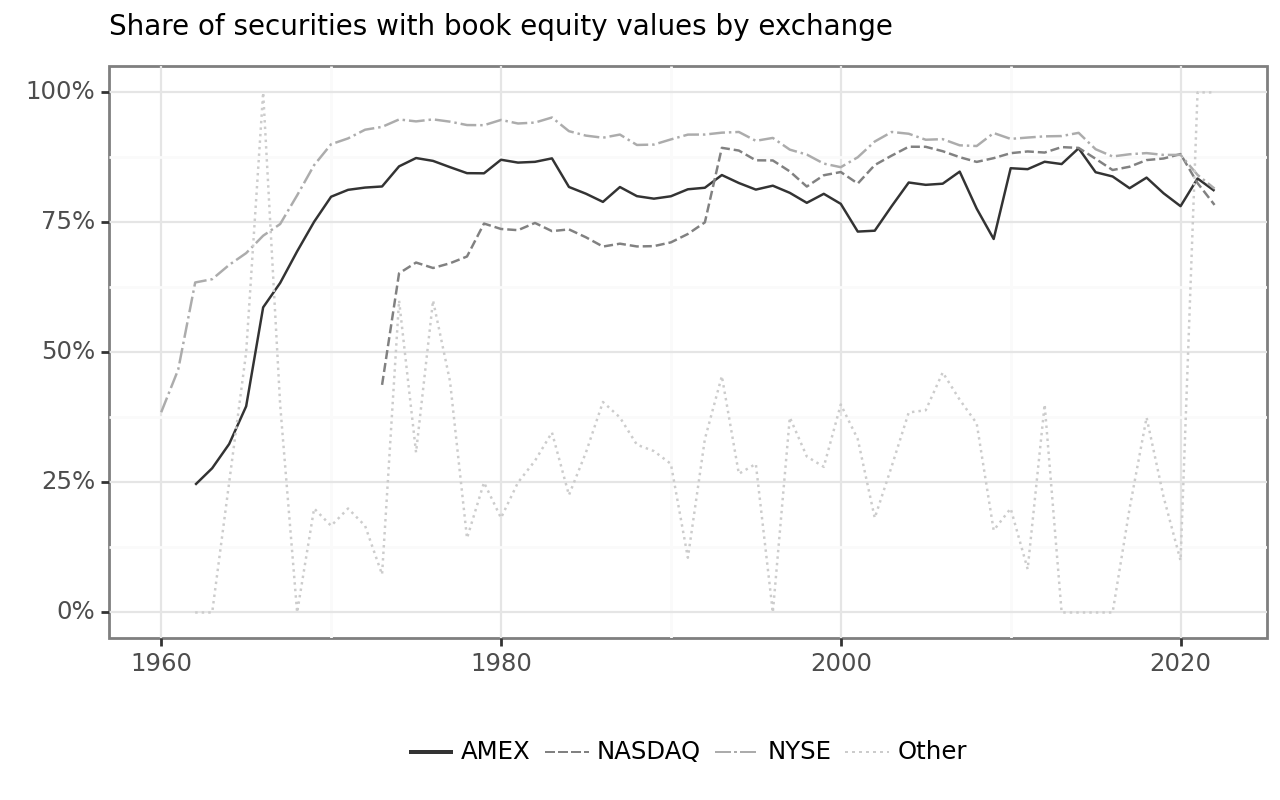 Share of securities with book equity values by exchange
100%
75%
50%
25%
0%
1960 1980 2000 2020
AMEX NASDAQ NYSE Other